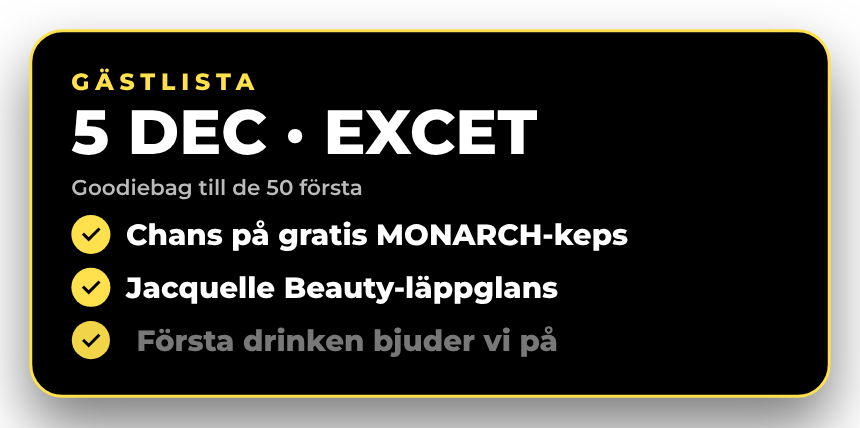 GÄSTLISTA
5 DEC • EXCET
Goodiebag till de 50 första
Chans på gratis MONARCH-keps
Jacquelle Beauty-läppglans
Första drinken bjuder vi på